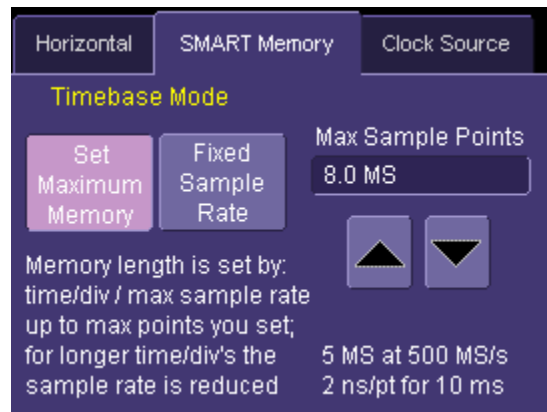 Horizontal
SMART Memory
Clock Source
Timebase Mode
Set
Maximum
Memory
Fixed
Sample
Rate
Max Sample Points
8.0 MS
Memory length is set by:
time/div / max sample rate
up to max points you set;
for longer time/div's the
sample rate is reduced
5 MS at 500 MS/s
2 ns/pt for 10 ms